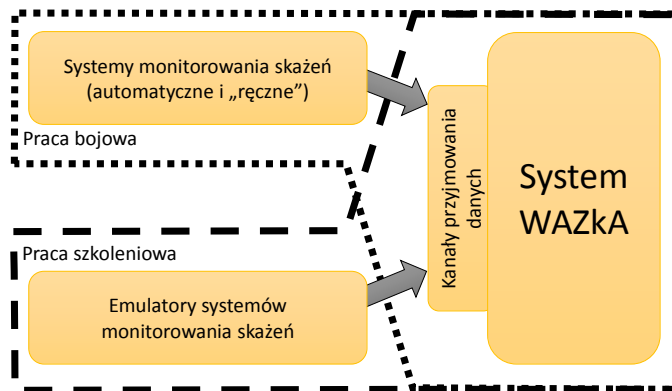 Systemy monitorowania skażeń
(automatyczne i „ręczne”)
Praca bojowa
Kanały przyjmowania
danych
System
WAZkA
Praca szkoleniowa
Emulatory systemów
monitorowania skażeń